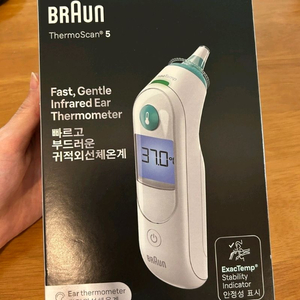 BRAUN
ThermoScan® 5
Fast, Gentle
Infrared Ear
Thermometer
빠르고
부드러운
귀적외선체온계
37.0 °C
BRAUN
ExacTemp®
Stability
Indicator
안정성 표시
Ear thermometer